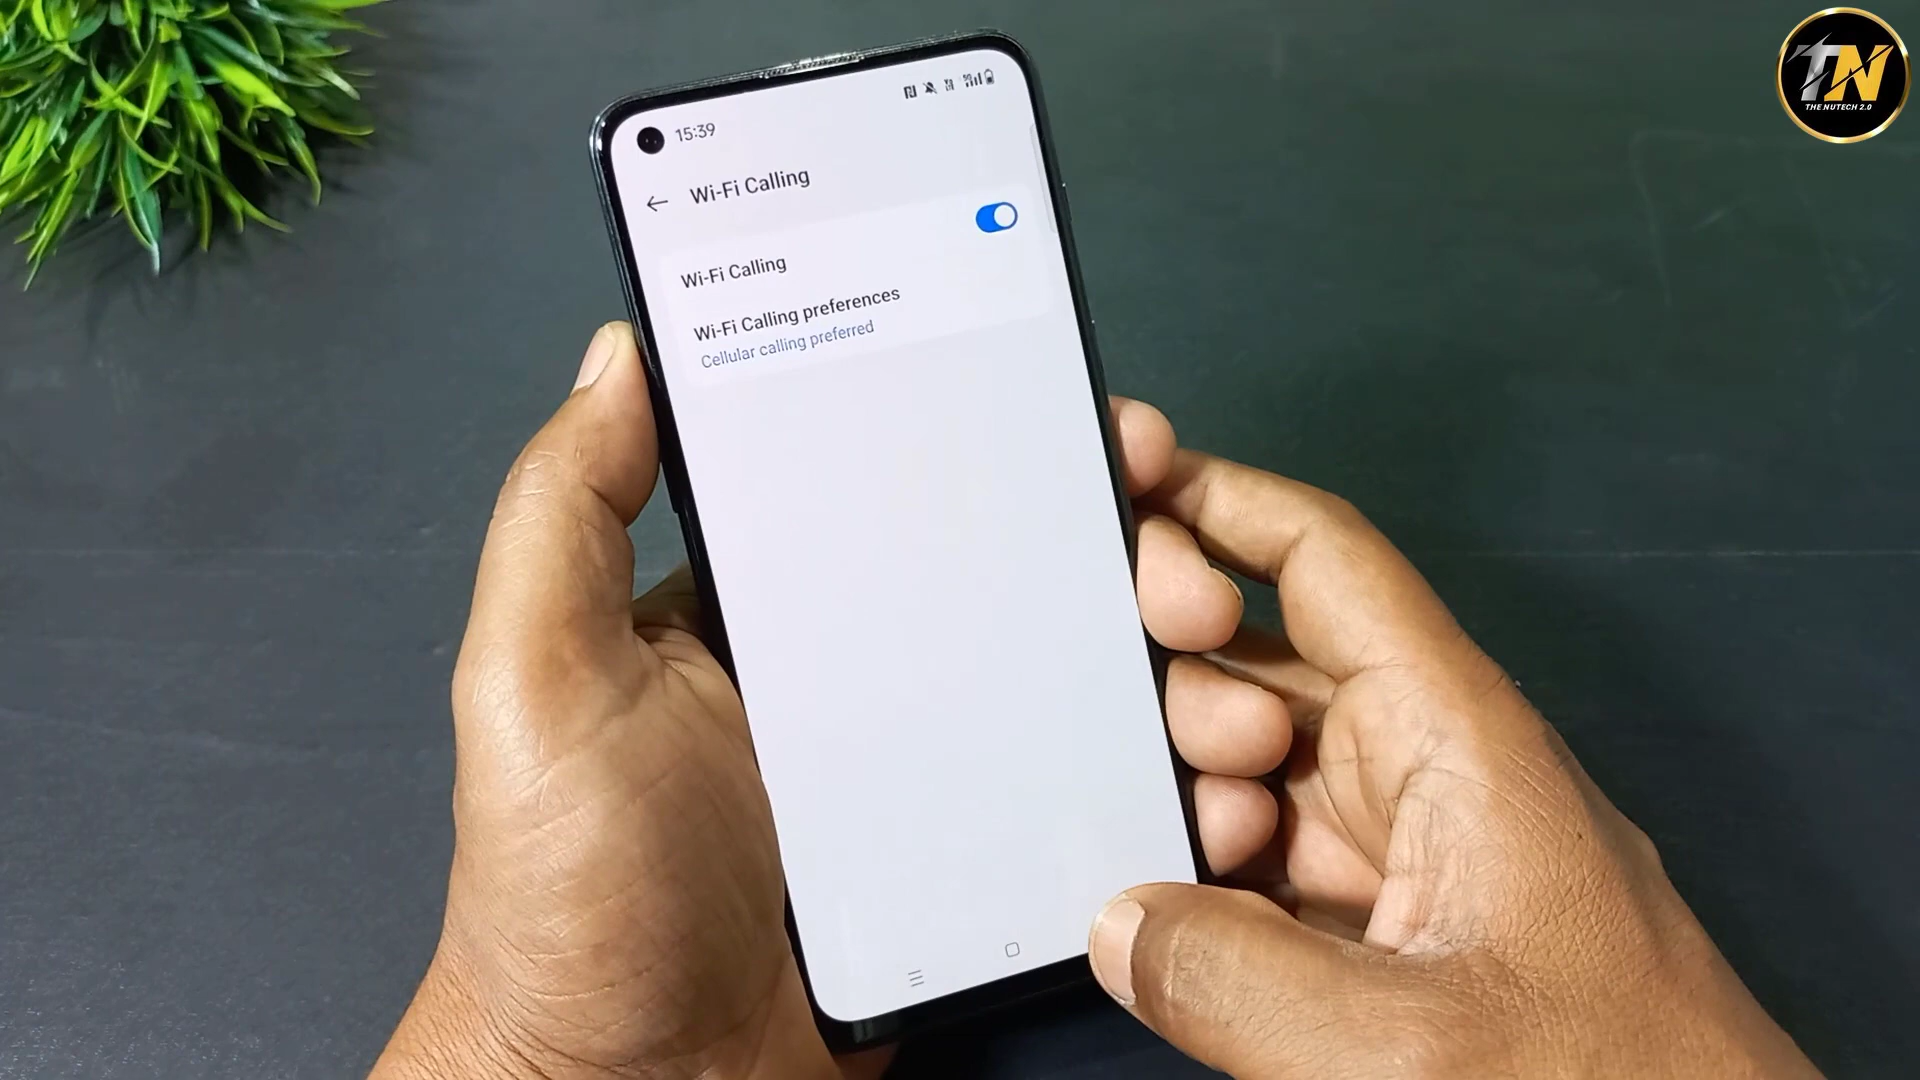 TN
THE NUTECH 2.0
15:39
Wi-Fi Calling
Wi-Fi Calling
Wi-Fi Calling preferences
Cellular calling preferred